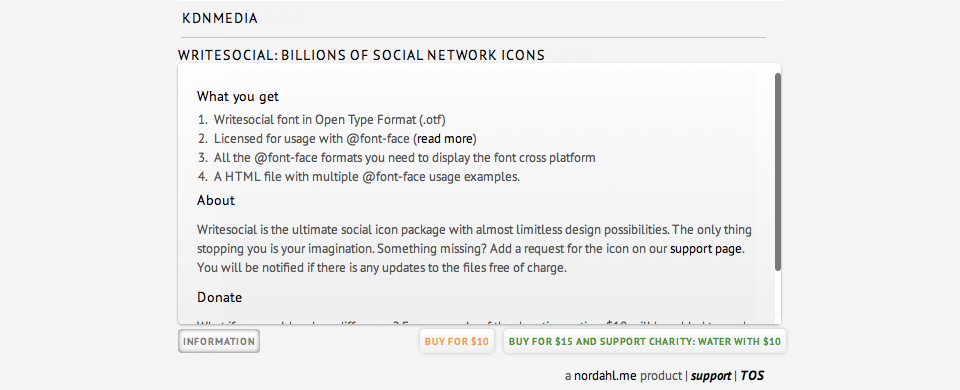 KDNMEDIA
WRITESOCIAL: BILLIONS OF SOCIAL NETWORK ICONS
What you get
1. Writesocial font in Open Type Format (.otf)
2. Licensed for usage with @font-face (read more)
3. All the @font-face formats you need to display the font cross platform
4. A HTML file with multiple @font-face usage examples.
About
Writesocial is the ultimate social icon package with almost limitless design possibilities. The only thing
stopping you is your imagination. Something missing? Add a request for the icon on our support page.
You will be notified if there is any updates to the files free of charge.
Donate
INFORMATION
BUY FOR $10
BUY FOR $15 AND SUPPORT CHARITY: WATER WITH $10
a nordahl.me product | support | TOS